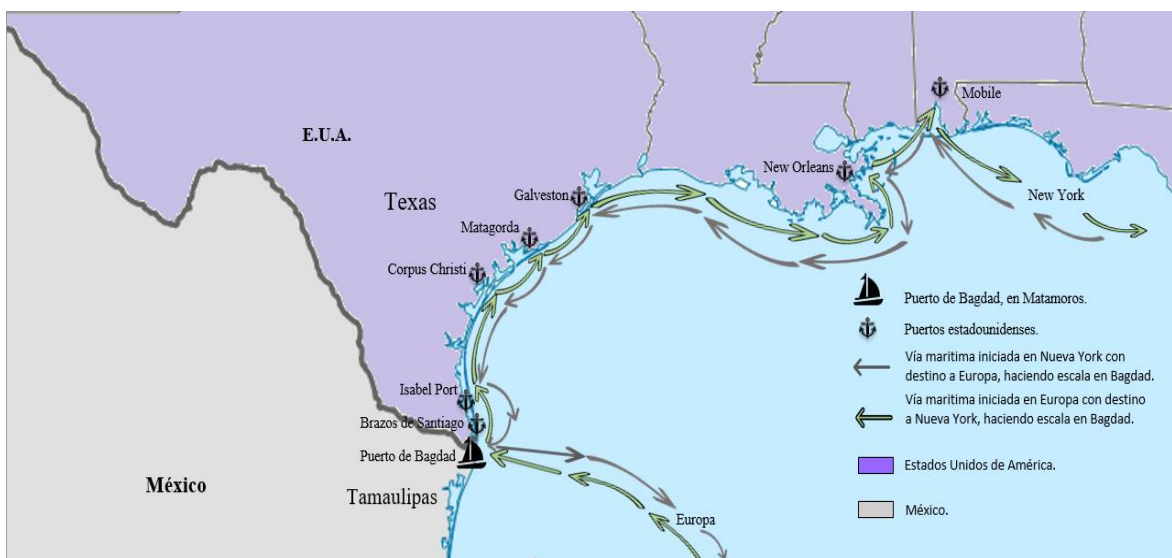 E.U.A.
Mobile
New Orleans
Galveston
New York
Texas
Matagorda
Corpus Christi
Puerto de Bagdad, en Matamoros.
Puertos estadounidenses.
Vía maritima iniciada en Nueva York con
destino a Europa, haciendo escala en Bagdad.
Isabel Port
Vía maritima iniciada en Europa con destino
a Nueva York, haciendo escala en Bagdad.
Brazos de Santiago
Puerto de Bagdad
Estados Unidos de América.
México
Tamaulipas
México.
Europa